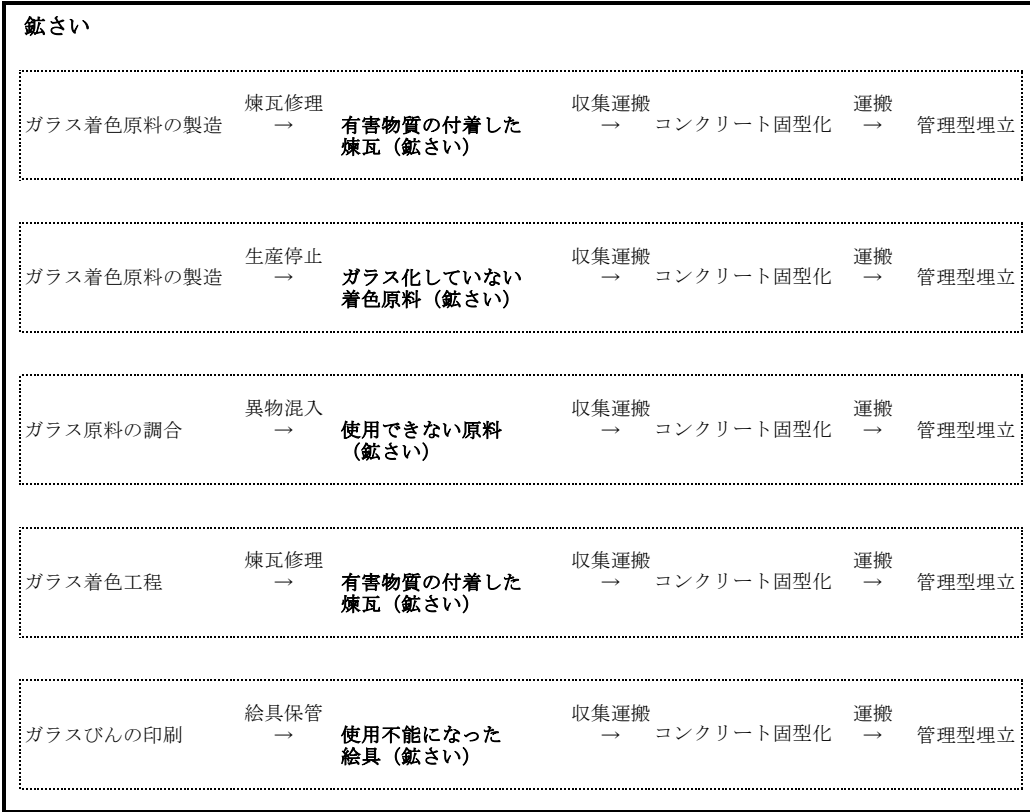 鉱さい
煉瓦修理 収集運搬 運搬
ガラス着色原料の製造 → 有害物質の付着した → コンクリート固型化 → 管理型埋立
煉瓦（鉱さい）
生産停止 収集運搬 運搬
ガラス着色原料の製造 → ガラス化していない → コンクリート固型化 → 管理型埋立
着色原料（鉱さい）
異物混入 収集運搬 運搬
ガラス原料の調合 → 使用できない原料 → コンクリート固型化 → 管理型埋立
（鉱さい）
煉瓦修理 収集運搬 運搬
ガラス着色工程 → 有害物質の付着した → コンクリート固型化 → 管理型埋立
煉瓦（鉱さい）
絵具保管 収集運搬 運搬
ガラスびんの印刷 → 使用不能になった → コンクリート固型化 → 管理型埋立
絵具（鉱さい）